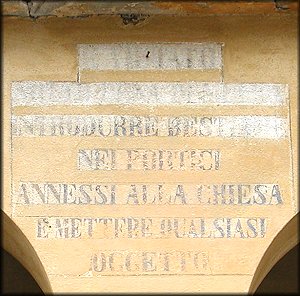 INTRODURRE BESTIE
NEI PORTICI
ANNESSI ALLA CHIESA
E METTERE QUALSIASI
OGGETTO